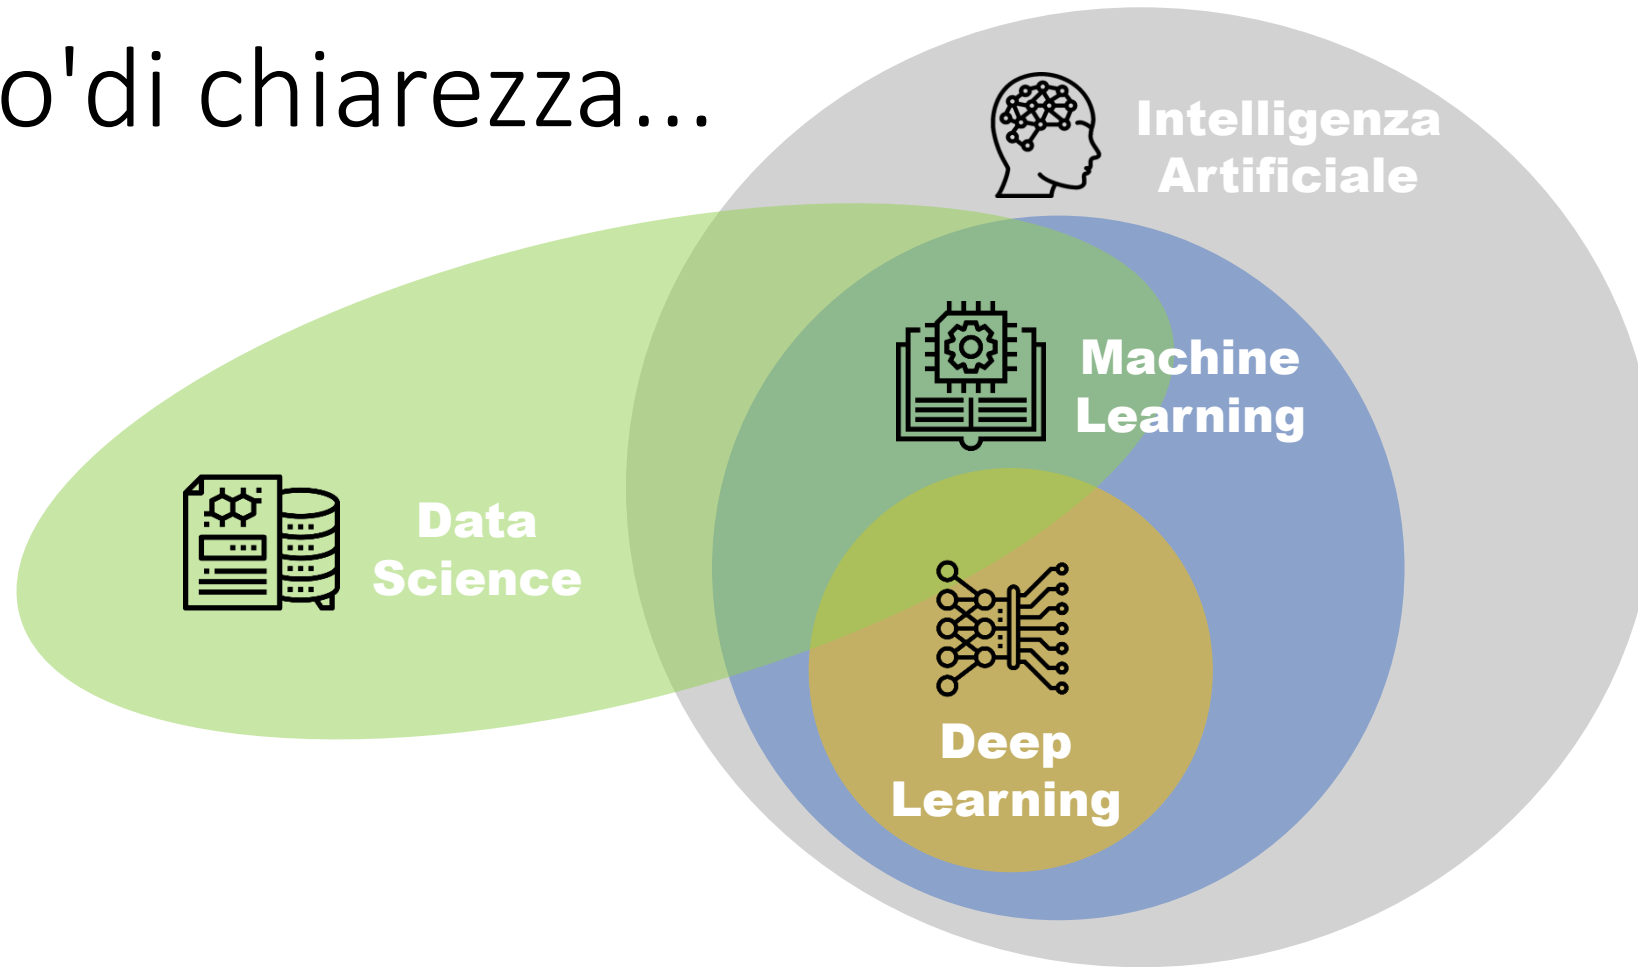 o'di chiarezza...
Intelligenza
Artificiale
Machine
Learning
Data
Science
Deep
Learning